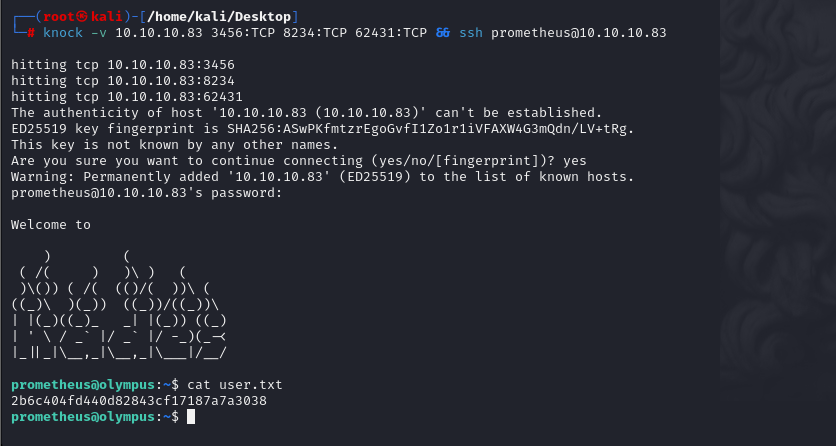 ┌──(root㉿kali)-[/home/kali/Desktop]
└─# knock -v 10.10.10.83 3456:TCP 8234:TCP 62431:TCP && ssh prometheus@10.10.10.83
hitting tcp 10.10.10.83:3456
hitting tcp 10.10.10.83:8234
hitting tcp 10.10.10.83:62431
The authenticity of host '10.10.10.83 (10.10.10.83)' can't be established.
ED25519 key fingerprint is SHA256:ASwPKfmtzrEgoGvfI1Zo1r1iVFAXW4G3mQdn/LV+tRg.
This key is not known by any other names.
Are you sure you want to continue connecting (yes/no/[fingerprint])? yes
Warning: Permanently added '10.10.10.83' (ED25519) to the list of known hosts.
prometheus@10.10.10.83's password:
Welcome to
    )         (
 ( /(     )   )\ )   (
 )\()) ( /(  (()/(  ))\ (
((_)\  )(_))  ((_))/((_))\
| |(_)((_)_   _| |(_)) ((_)
| ' \ / _` |/ _` |/ -_)(_-<
|_||_|\__,_|\__,_|\___|/__/
prometheus@olympus:~$ cat user.txt
2b6c404fd440d82843cf17187a7a3038
prometheus@olympus:~$